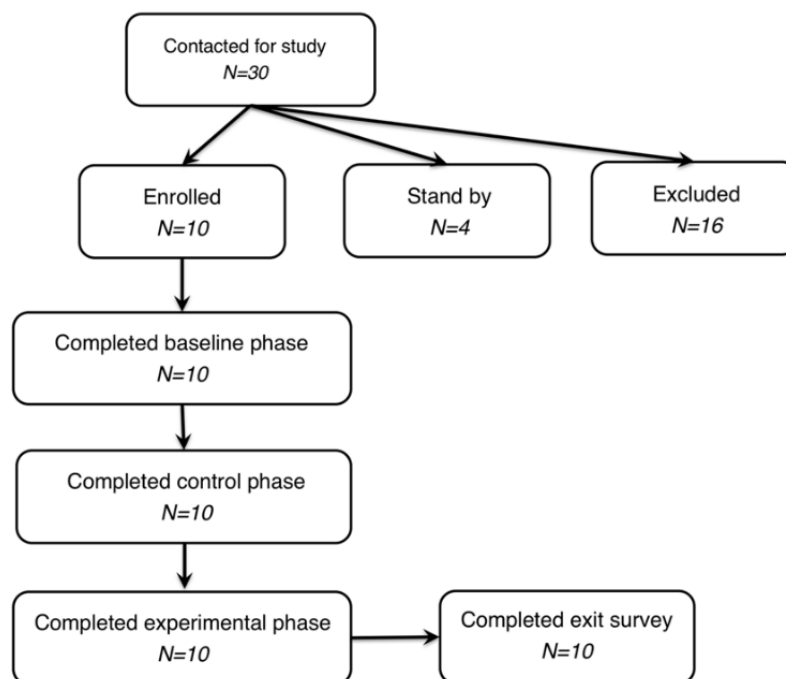 Contacted for study
N=30
Enrolled
N=10
Stand by
N=4
Excluded
N=16
Completed baseline phase
N=10
Completed control phase
N=10
Completed experimental phase
N=10
Completed exit survey
N=10